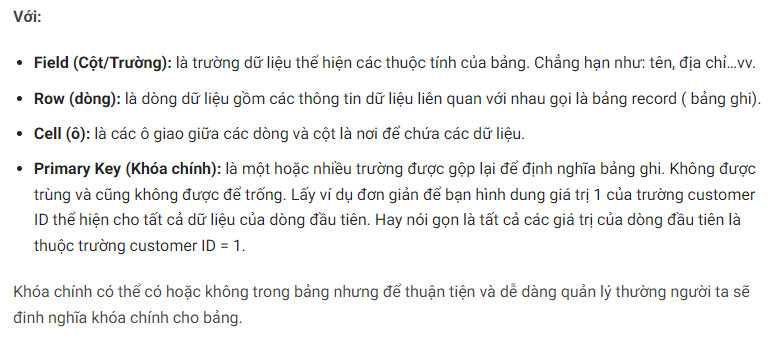 Với:
• Field (Cột/Trường): là trường dữ liệu thể hiện các thuộc tính của bảng. Chẳng hạn như: tên, địa chỉ...vv.
• Row (dòng): là dòng dữ liệu gồm các thông tin dữ liệu liên quan với nhau gọi là bảng record ( bảng ghi).
• Cell (ô): là các ô giao giữa các dòng và cột là nơi để chứa các dữ liệu.
• Primary Key (Khóa chính): là một hoặc nhiều trường được gộp lại để định nghĩa bảng ghi. Không được
trùng và cũng không được để trống. Lấy ví dụ đơn giản để bạn hình dung giá trị 1 của trường customer
ID thể hiện cho tất cả dữ liệu của dòng đầu tiên. Hay nói gọn là tất cả các giá trị của dòng đầu tiên là
thuộc trường customer ID = 1.
Khóa chính có thể có hoặc không trong bảng nhưng để thuận tiện và dễ dàng quản lý thường người ta sẽ
đinh nghĩa khóa chính cho bảng.